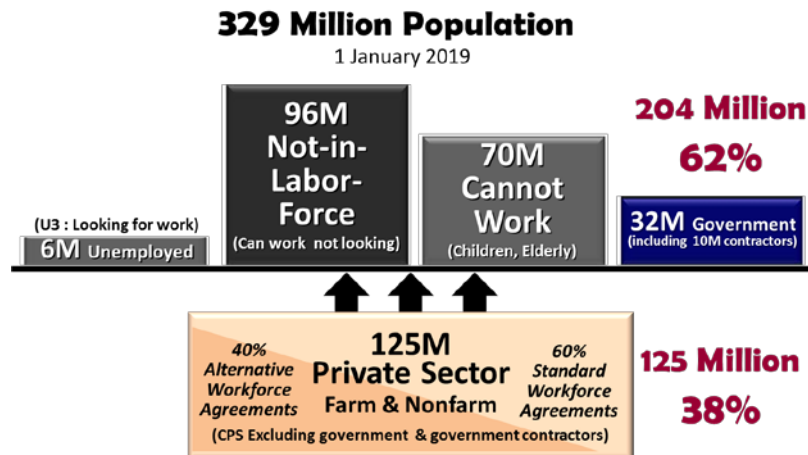 329 Million Population
1 January 2019
96M
Not-in-
Labor-
Force
(Can work not looking)
70M
Cannot
Work
(Children, Elderly)
204 Million
62%
(U3 : Looking for work)
6M Unemployed
32M Government
(including 10M contractors)
40%
Alternative
Workforce
Agreements
125M
Private Sector
Farm & Nonfarm
60%
Standard
Workforce
Agreements
(CPS Excluding government & government contractors)
125 Million
38%